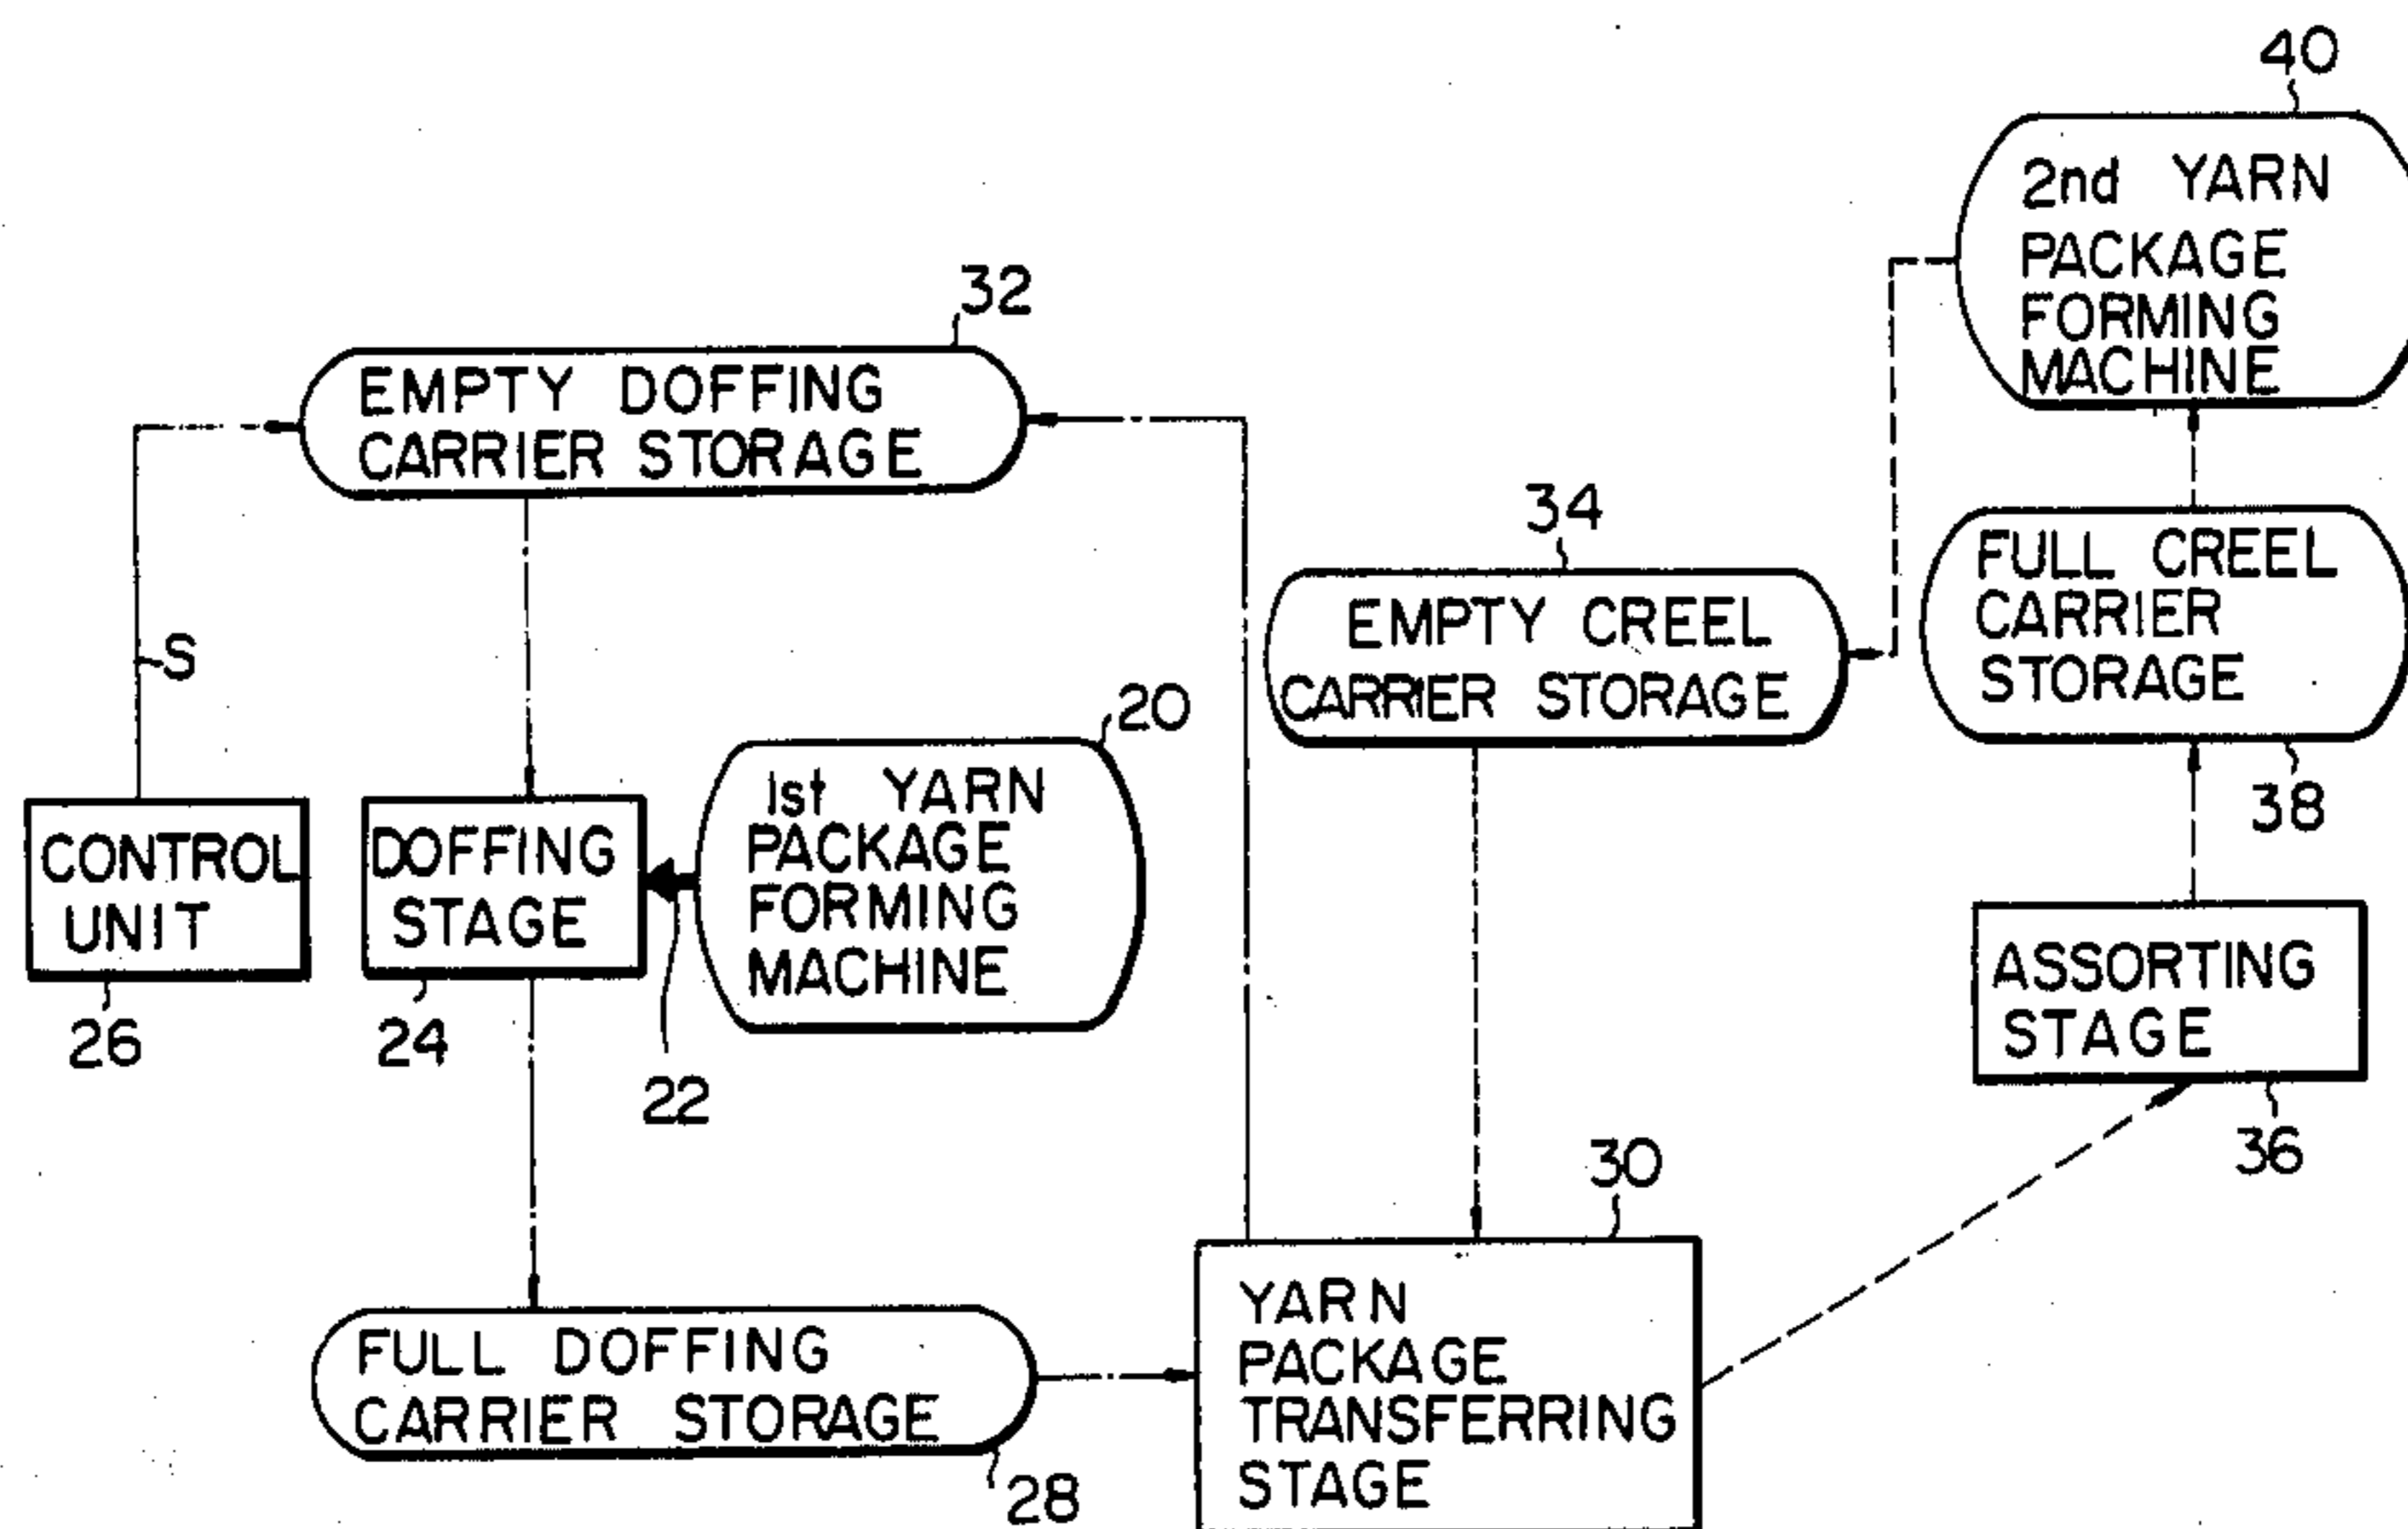 40
2nd YARN
PACKAGE
FORMING
MACHINE
32
EMPTY DOFFING
CARRIER STORAGE
34
EMPTY CREEL
CARRIER STORAGE
FULL CREEL
CARRIER
STORAGE
38
S
20
1st YARN
PACKAGE
FORMING
MACHINE
CONTROL
UNIT
26
DOFFING
STAGE
24
22
ASSORTING
STAGE
36
30
YARN
PACKAGE
TRANSFERRING
STAGE
FULL DOFFING
CARRIER STORAGE
28